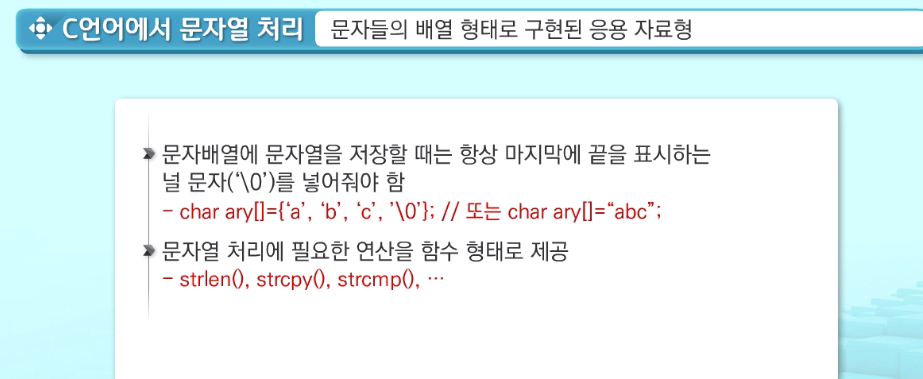 C언어에서 문자열 처리 문자들의 배열 형태로 구현된 응용 자료형
문자배열에 문자열을 저장할 때는 항상 마지막에 끝을 표시하는
널 문자(‘\0’)를 넣어줘야 함
- char ary[]={‘a’, ‘b’, ‘c’, ’\0’}; // 또는 char ary[]=“abc”;
문자열 처리에 필요한 연산을 함수 형태로 제공
- strlen(), strcpy(), strcmp(), ⋯